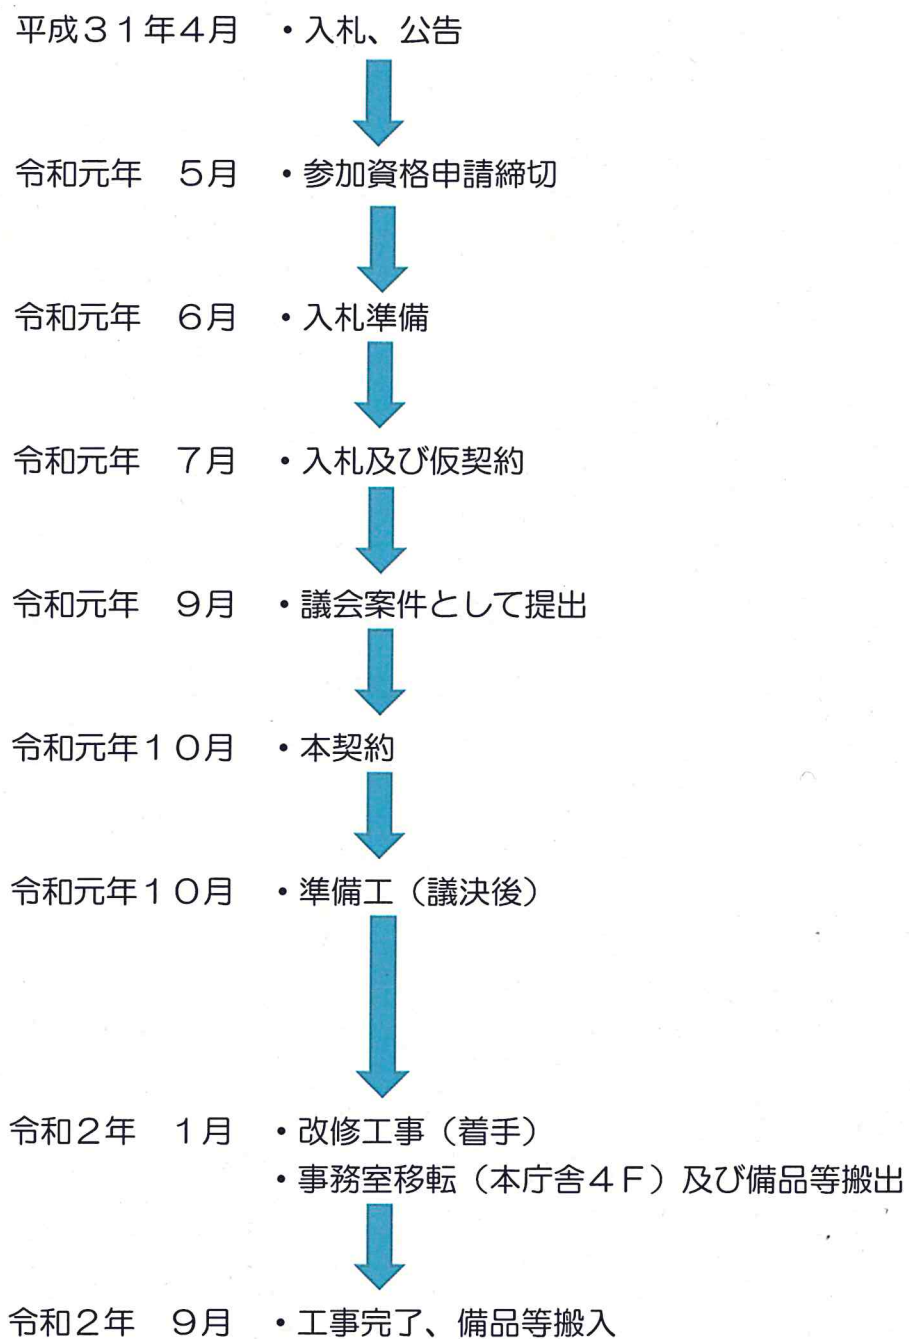 平成３１年４月　・入札、公告
令和元年　５月　・参加資格申請締切
令和元年　６月　・入札準備
令和元年　７月　・入札及び仮契約
令和元年　９月　・議会案件として提出
令和元年１０月　・本契約
令和元年１０月　・準備工（議決後）
令和２年　１月　・改修工事（着手）
・事務室移転（本庁舎４Ｆ）及び備品等搬出
令和２年　９月　・工事完了、備品等搬入